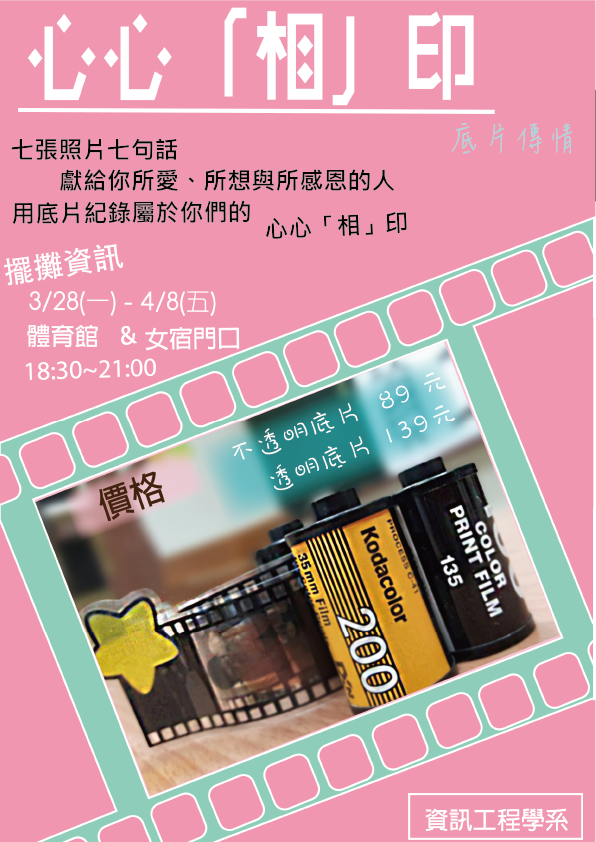 心心「相」印
底片傳情
七張照片七句話
獻給你所愛、所想與所感恩的人
用底片紀錄屬於你們的 心心「相」印
擺攤資訊
3/28(一) - 4/8(五)
體育館 & 女宿門口
18:30~21:00
不透明底片 89 元
透明底片 139元
價格
PROCESS C-41
Kodacolor
35mm Film
200
COLOR
PRINT FILM
135
資訊工程學系